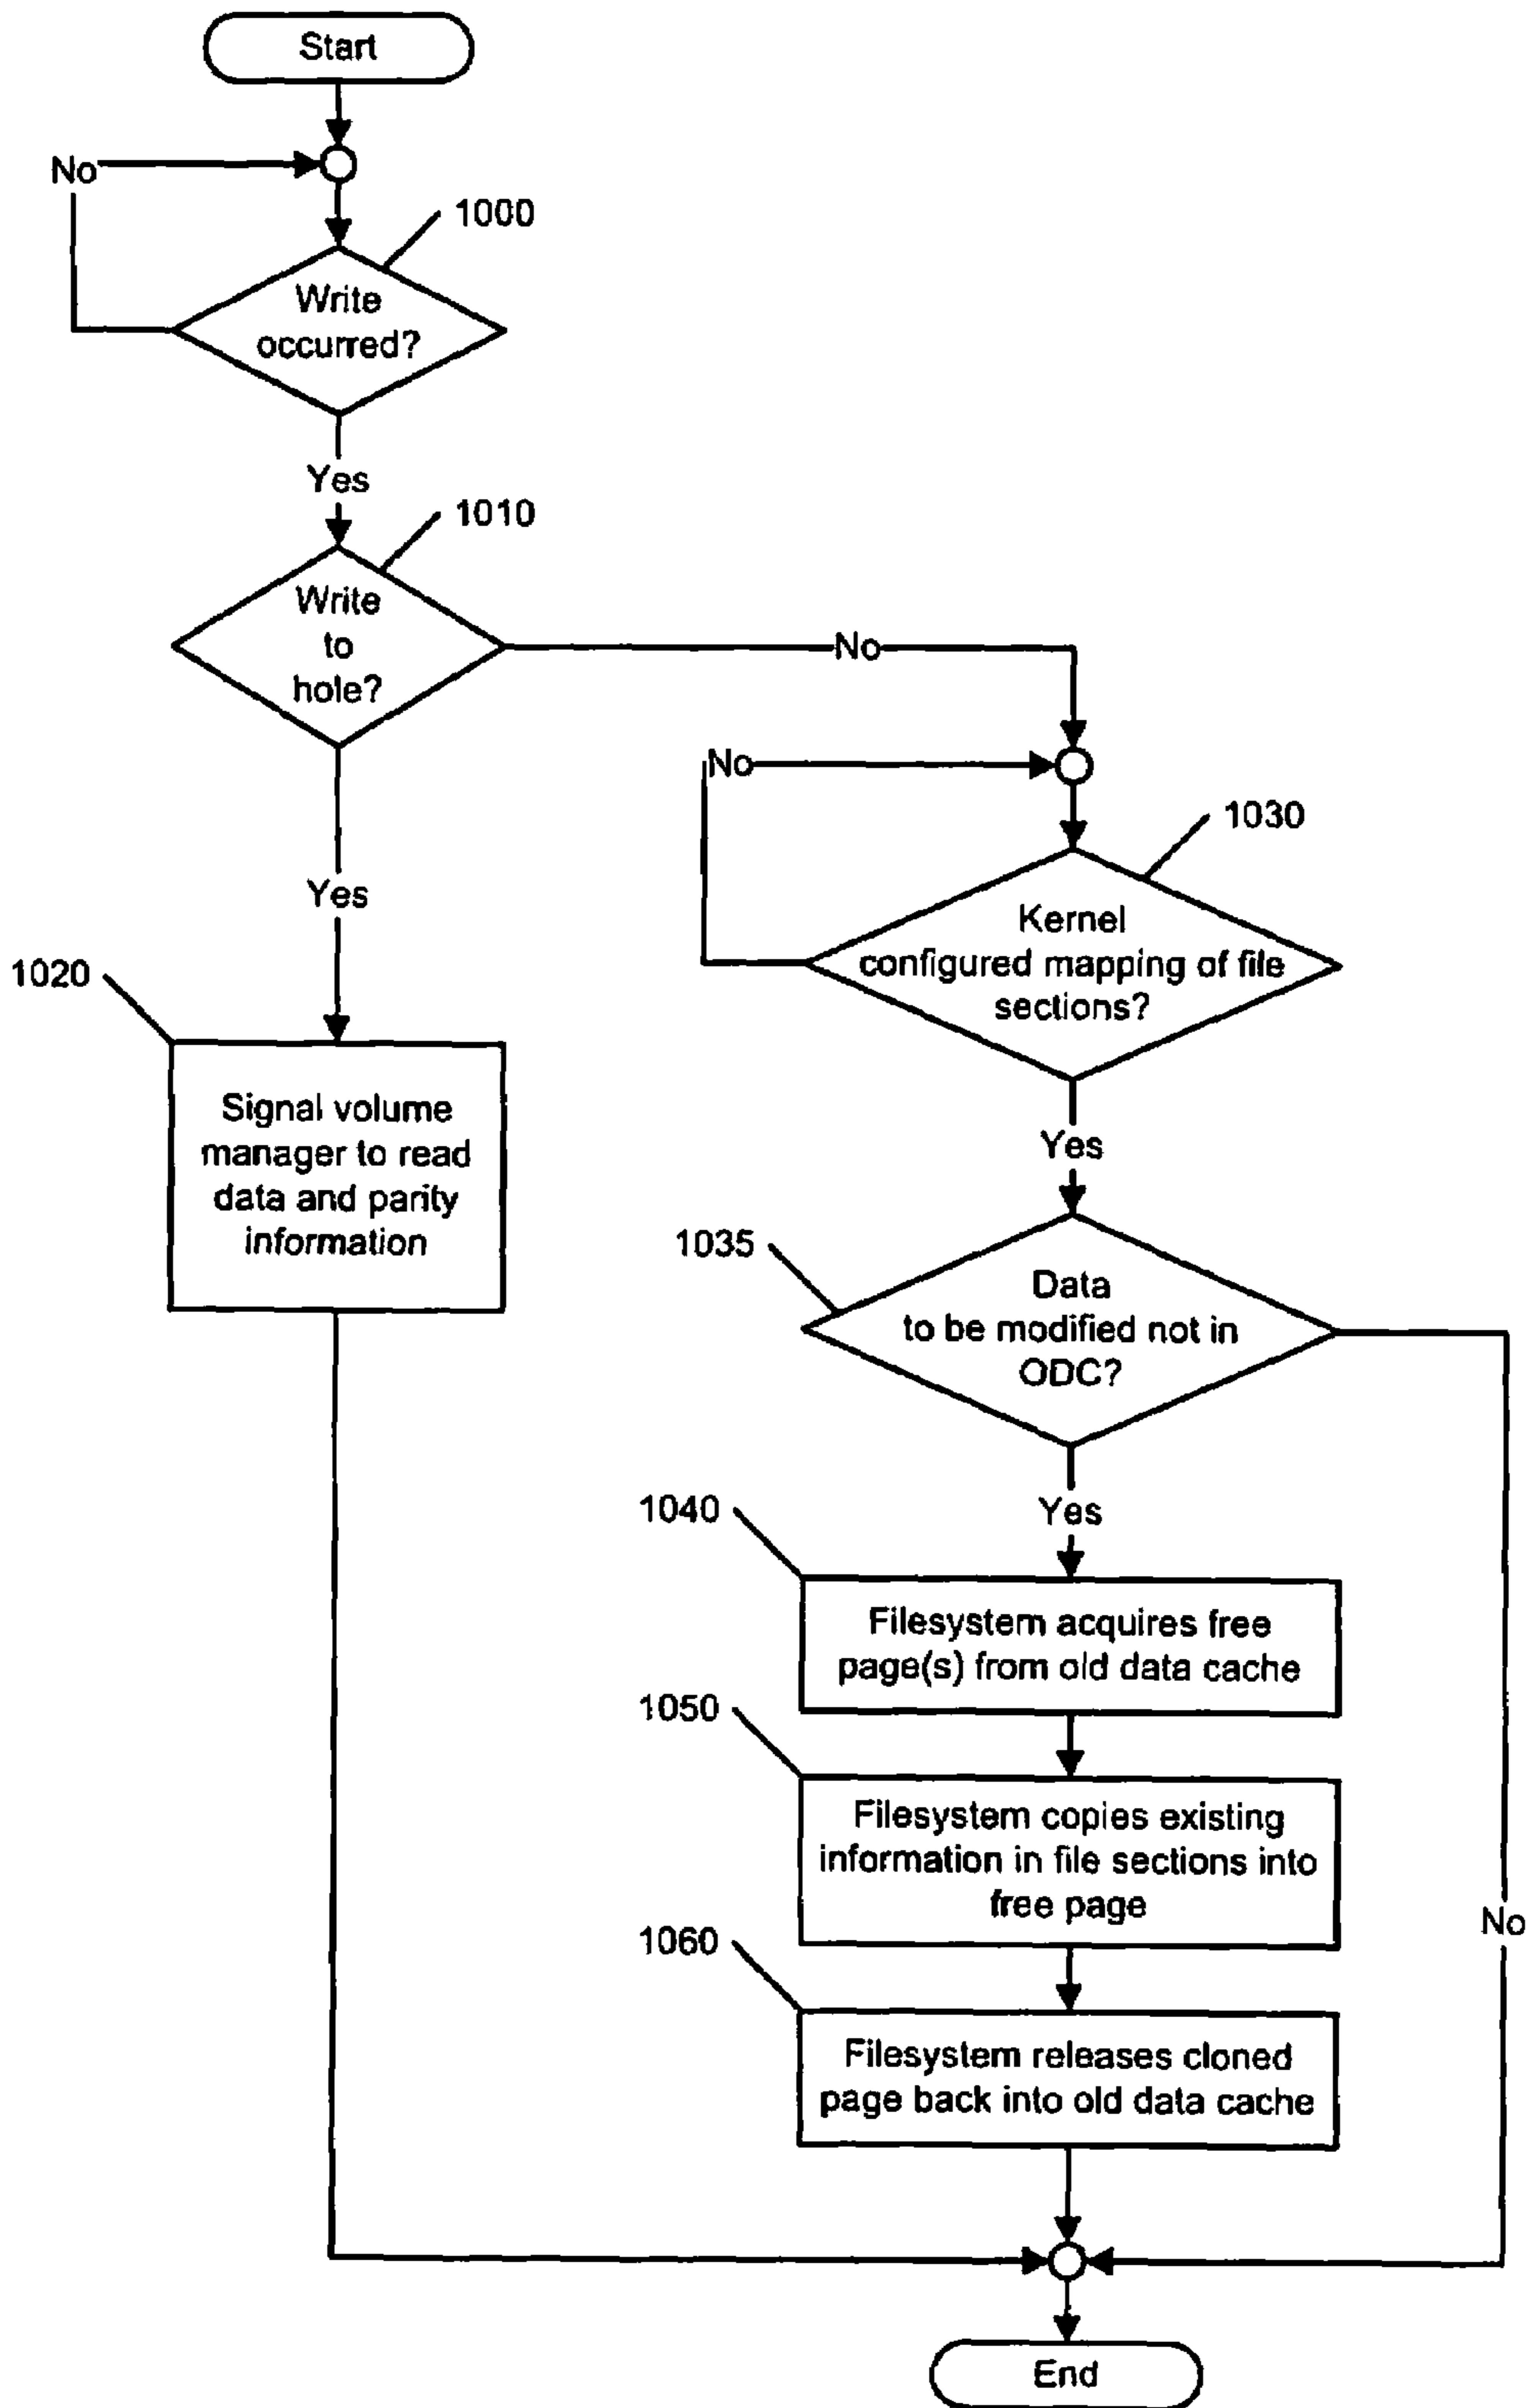 Start
No
1000
Write
occurred?
Yes
1010
Write
to
hole?
No
No
1030
Yes
Kernel
configured mapping of file
sections?
1020
Signal volume
manager to read
data and parity
information
Yes
1035
Data
to be modified not in
ODC?
Yes
1040
Filesystem acquires free
page(s) from old data cache
1050
Filesystem copies existing
information in file sections into
free page
No
1060
Filesystem releases cloned
page back into old data cache
End